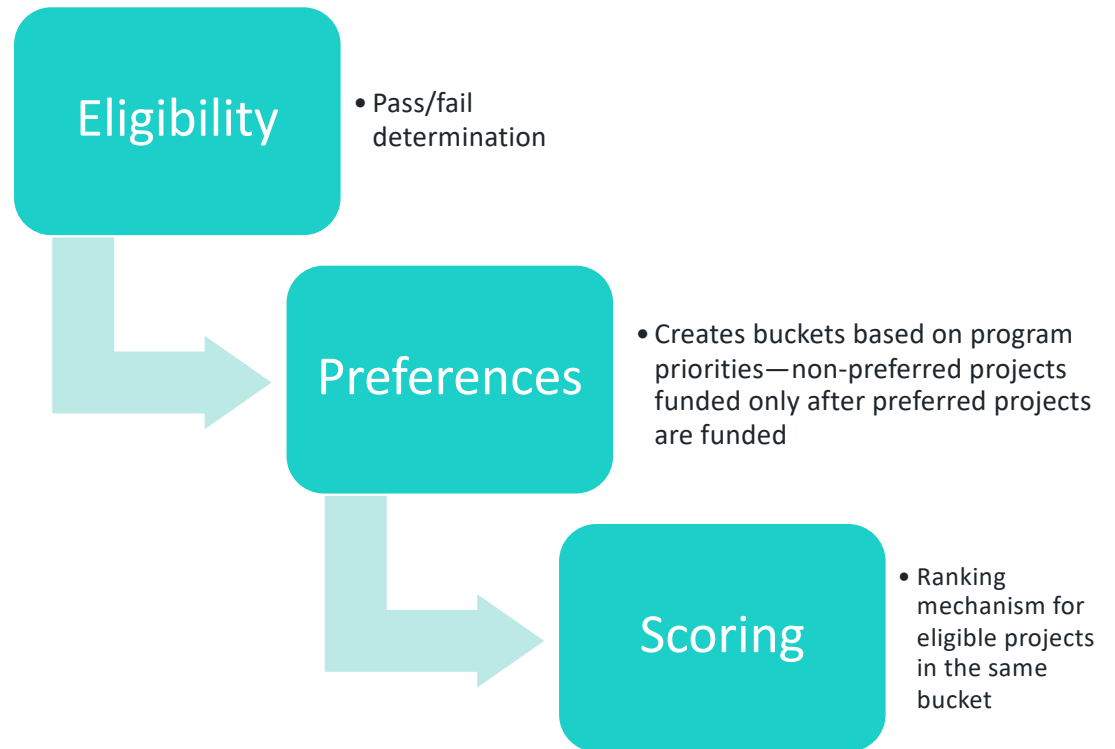 Eligibility
• Pass/fail
determination
Preferences
• Creates buckets based on program
priorities—non-preferred projects
funded only after preferred projects
are funded
Scoring
• Ranking
mechanism for
eligible projects
in the same
bucket